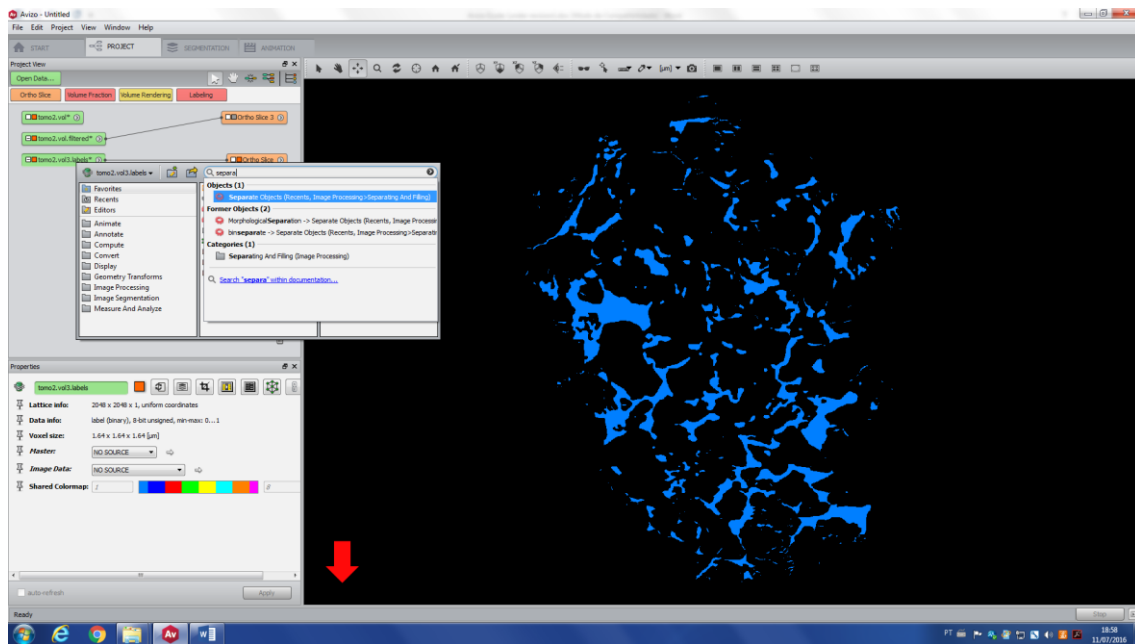 Avizo - Untitled
File Edit Project View Window Help
START PROJECT SEGMENTATION ANIMATION
Project View
Open Data...
Ortho Slice Volume Fraction Volume Rendering Labeling
tomo2.vol* Ortho Slice 3
tomo2.vol.filtered*
tomo2.vol3.labels* Ortho Slice
tomo2.vol3.labels separa
Favorites
Recents
Editors
Animate
Annotate
Compute
Convert
Display
Geometry Transforms
Image Processing
Image Segmentation
Measure And Analyze
Objects (1)
Separate Objects (Recents, Image Processing>Separating And Filling)
Former Objects (2)
MorphologicalSeparation -> Separate Objects (Recents, Image Processin
binseparate -> Separate Objects (Recents, Image Processing>Separatin
Categories (1)
Separating And Filling (Image Processing)
Search "separa" within documentation...
[µm]
Properties
tomo2.vol3.labels
Lattice info: 2048 x 2048 x 1, uniform coordinates
Data info: label (binary), 8-bit unsigned, min-max: 0...1
Voxel size: 1.64 x 1.64 x 1.64 [µm]
Master: NO SOURCE
Image Data: NO SOURCE
Shared Colormap:
auto-refresh Apply
Ready Stop
PT 18:58
11/07/2016